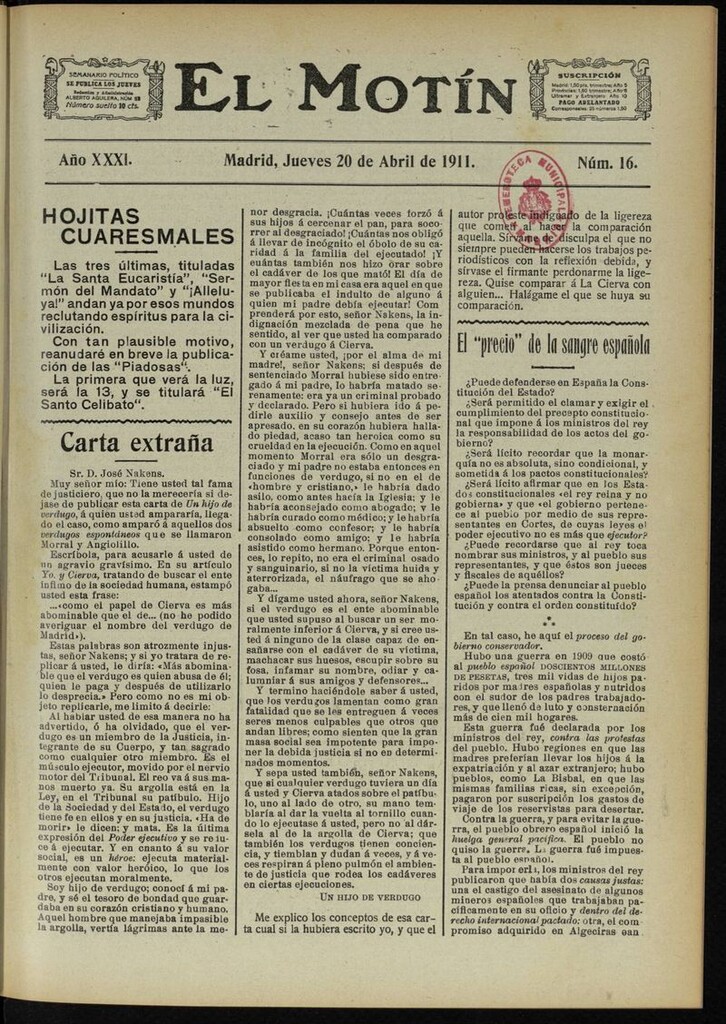 SEMANARIO POLÍTICO
SE PUBLICA LOS JUEVES
Redacción y Administración
ALBERTO AGUILERA, NÚM
Número suelto 10 cts.
EL MOTÍN
SUSCRIPCIÓN
PAGO ADELANTADO
Año XXXI.
Madrid, Jueves 20 de Abril de 1911.
Núm. 16.
HEMEROTECA MUNICIPAL
MADRID
HOJITAS
CUARESMALES
Las tres últimas, tituladas
"La Santa Eucaristía", "Ser-
món del Mandato" y "¡Allelu-
ya!" andan ya por esos mundos
reclutando espíritus para la ci-
vilización.
Con tan plausible motivo,
reanudaré en breve la publica-
ción de las "Piadosas".
La primera que verá la luz,
será la 13, y se titulará "El
Santo Celibato".
Carta extraña
Sr. D. José Nakens.
Muy señor mío: Tiene usted tal fama
de justiciero, que no la merecería si de-
jase de publicar esta carta de Un hijo de
verdugo, á quien usted ampararía, llega-
do el caso, como amparó á aquellos dos
verdugos espontáneos que se llamaron
Morral y Angiolillo.
Escríbola, para acusarle á usted de
un agravio gravísimo. En su artículo
Yo y Cierva, tratando de buscar el ente
ínfimo de la sociedad humana, estampó
usted esta frase:
...«como el papel de Cierva es más
abominable que el de... (no he podido
averiguar el nombre del verdugo de
Madrid»).
Estas palabras son atrozmente injus-
tas, señor Nakens; y si yo tratara de re-
plicar á usted, le diría: «Más abomina-
ble que el verdugo es quien abusa de él;
quien le paga y después de utilizarlo
lo desprecia.» Pero como no es mi ob-
jeto replicarle, me limito á decirle:
Al hablar usted de esa manera no ha
advertido, ó ha olvidado, que el ver-
dugo es un miembro de la Justicia, in-
tegrante de su Cuerpo, y tan sagrado
como cualquier otro miembro. Es el
músculo ejecutor, movido por el nervio
motor del Tribunal. El reo va á sus ma-
nos muerto ya. Su argolla está en la
Ley, en el Tribunal su patíbulo. Hijo
de la Sociedad y del Estado, el verdugo
tiene fe en ellos y en su justicia. «Ha de
morir» le dicen; y mata. Es la última
expresión del Poder ejecutivo y se re uc
ce á ejecutar. Y en cnanto á su valor
social, es un héroe: ejecuta material-
mente con valor heróico, lo que los
otros ejecutan moralmente.
Soy hijo de verdugo; conocí á mi pa-
dre, y sé el tesoro de bondad que guar-
daba en su corazón cristiano y humano.
Aquel hombre que manejaba impasible
la argolla, vertía lágrimas ante la me-
nor desgracia. ¡Cuántas veces forzó á
sus hijos á cercenar el pan, para soco-
rrer al desgraciado! ¡Cuántas nos obligó
á llevar de incógnito el óbolo de su ca-
ridad á la familia del ejecutado! ¡Y
cuántas también nos hizo orar sobre
el cadáver de los que mató! El día de
mayor fiesta en mi casa era aquel en que
se publicaba el indulto de alguno á
quien mi padre debía ejecutar! Com
prenderá por esto, señor Nakens, la in-
dignación mezclada de pena que he
sentido, al ver que usted ha comparado
con un verdugo á Cierva.
Y créame usted, ¡por el alma de mi
madre!, señor Nakens; si después de
sentenciado Morral hubiese sido entre-
gado á mi padre, lo habría matado se-
renamente: era ya un criminal probado
y declarado. Pero si hubiera ido á pe-
dirle auxilio y consejo antes de ser
apresado. en su corazón hubiera halla-
do piedad, acaso tan heroica como su
crueldad en la ejecución. Como en aquel
momento Morral era sólo un desgra-
ciado y mi padre no estaba entonces en
funciones de verdugo, si no en el de
«hombre y cristiano,» le habría dado
asilo, como antes hacía la Iglesia; y le
habría aconsejado como abogado; y le
habría curado como médico; y le habría
absuelto como confesor; y le habría
consolado como amigo; y le habría
asistido como hermano. Porque enton-
ces, lo repito, no era el criminal osado
y sanguinario, si no la víctima huida y
aterrorizada, el náufrago que se aho-
gaba...
Y dígame usted ahora, señor Nakens,
si el verdugo es el ente abominable
que usted supuso al buscar un ser mo-
ralmente inferior á Cierva, y si cree us-
ted á ninguno de la clase capaz de en-
sañarse con el cadáver de su víctima,
machacar sus huesos, escupir sobre su
fosa, infamar su nombre, odiar y ca-
lumniar á sus amigos y defensores...
Y termino haciéndole saber á usted,
que los verdugos lamentan como gran
fatalidad que se les entreguen á veces
seres menos culpables que otros que
andan libres; como sienten que la gran
masa social sea impotente para impo-
ner la debida justicia si no en determi-
nados momentos.
Y sepa usted también, señor Nakens,
que si cualquier verdugo tuviera un día
á usted y Cierva atados sobre el patíbu-
lo, uno al lado de otro, su mano tem-
blaría al dar la vuelta al tornillo cuando
lo ejecutase á usted, pero no al dár-
sela al de la argolla de Cierva; que
también los verdugos tienen concien-
cia, y tiemblan y dudan á veces, y á ve-
ces respiran á pleno pulmón el ambien-
te de justicia que rodea los cadáveres
en ciertas ejecuciones.
UN HIJO DE VERDUGO
Me explico los conceptos de esa car-
ta cual si la hubiera escrito yo, y que el
autor proteste indignado de la ligereza
que cometí al hacer la comparación
aquella. Sírvame de disculpa el que no
siempre pueden hacerse los trabajos pe-
riodísticos con la reflexión debida, y
sírvase el firmante perdonarme la lige-
reza. Quise comparar á La Cierva con
alguien... Halágame el que se huya su
comparación.
El "precio" de la sangre española
¿Puede defenderse en España la Cons-
titución del Estado?
¿Será permitido el clamar y exigir el
cumplimiento del precepto constitucio-
nal que impone á los ministros del rey
la responsabilidad de los actos del go-
bierno?
¿Será lícito recordar que la monar-
quía no es absoluta, sino condicional, y
sometida á los pactos constitucionales?
¿Será lícito afirmar que en los Esta-
dos constitucionales «el rey reina y no
gobierna» y que «el gobierno pertene-
ce al pueblo por medio de sus repre-
sentantes en Cortes, de cuyas leyes el
poder ejecutivo no es más que ejecutor?
¿Puede recordarse que al rey toca
nombrar sus ministros, y al pueblo sus
representantes, y que éstos son jueces
y fiscales de aquéllos?
¿Puede la prensa denunciar al pueblo
español los atentados contra la Consti-
tución y contra el orden constituído?
⁂
En tal caso, he aquí el proceso del go-
bierno conservador.
Hubo una guerra en 1909 que costó
al pueblo español DOSCIENTOS MILLONES
DE PESETAS, tres mil vidas de hijos pa-
ridos por madres españolas y nutridos
con el sudor de los padres trabajado-
res, y que llenó de luto y consterna-
ción más de cien mil hogares.
Esta guerra fué declarada por los
ministros del rey, contra las protestas
del pueblo. Hubo regiones en que las
madres preferían llevar los hijos á la
expatriación y al azar extranjero; hubo
pueblos, como La Bisbal, en que las
mismas familias ricas, sin excepción,
pagaron por suscripción los gastos de
viaje de los reservistas para desertar.
Contra la guerra, y para evitar la gue-
rra, el pueblo obrero español inició la
huelga general pacífica. El pueblo no
quiso la guerra. La guerra fué impues-
ta al pueblo español.
Para imponerla, los ministros del rey
publicaron que había dos causas justas:
una el castigo del asesinato de algunos
mineros españoles que trabajaban pa-
cíficamente en su oficio y dentro del de-
recho internacional pactado: otra, el com
promiso adquirido en Algeciras con